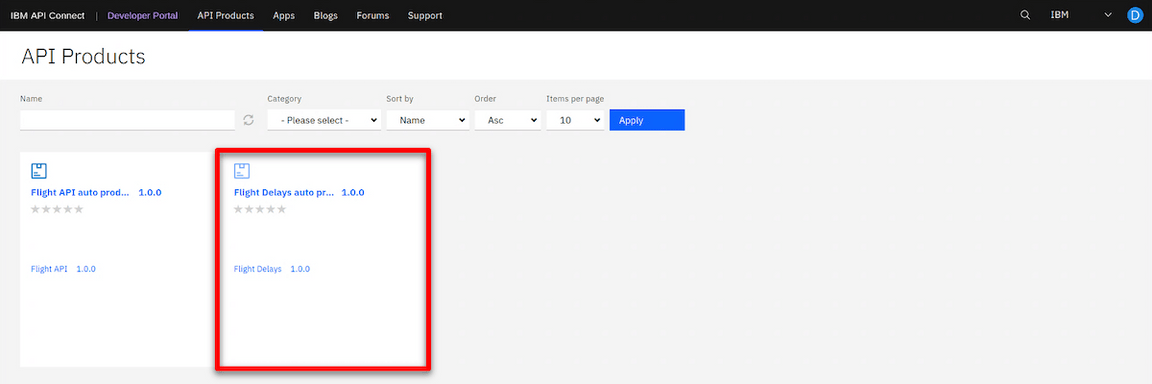 IBM API Connect | Developer Portal API Products Apps Blogs Forums Support IBM D
API Products
Name Category Sort by Order Items per page
- Please select - Name Asc 10 Apply
Flight API auto prod... 1.0.0 Flight Delays auto pr... 1.0.0
Flight API 1.0.0 Flight Delays 1.0.0